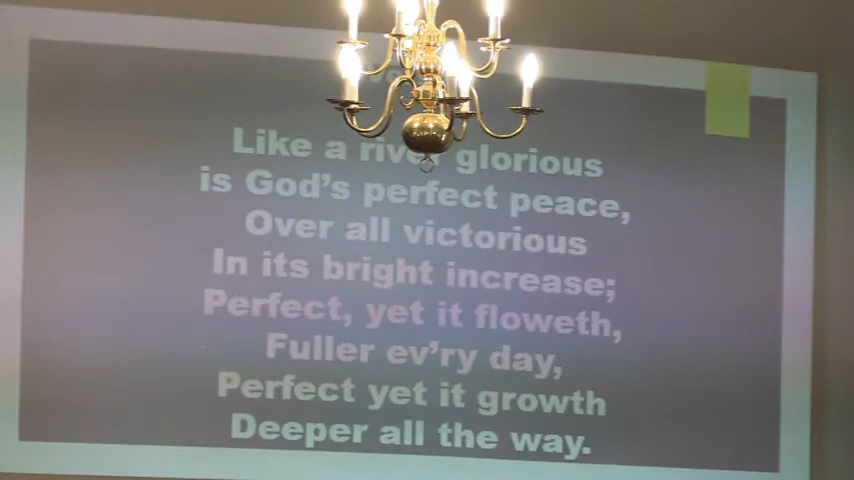 Like a river glorious
is God's perfect peace,
Over all victorious
In its bright increase;
Perfect, yet it floweth,
Fuller ev'ry day,
Perfect yet it growth
Deeper all the way.